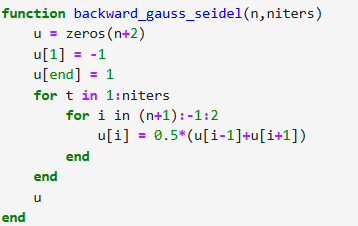 function backward_gauss_seidel(n,niters)
    u = zeros(n+2)
    u[1] = -1
    u[end] = 1
    for t in 1:niters
        for i in (n+1):-1:2
            u[i] = 0.5*(u[i-1]+u[i+1])
        end
    end
    u
end